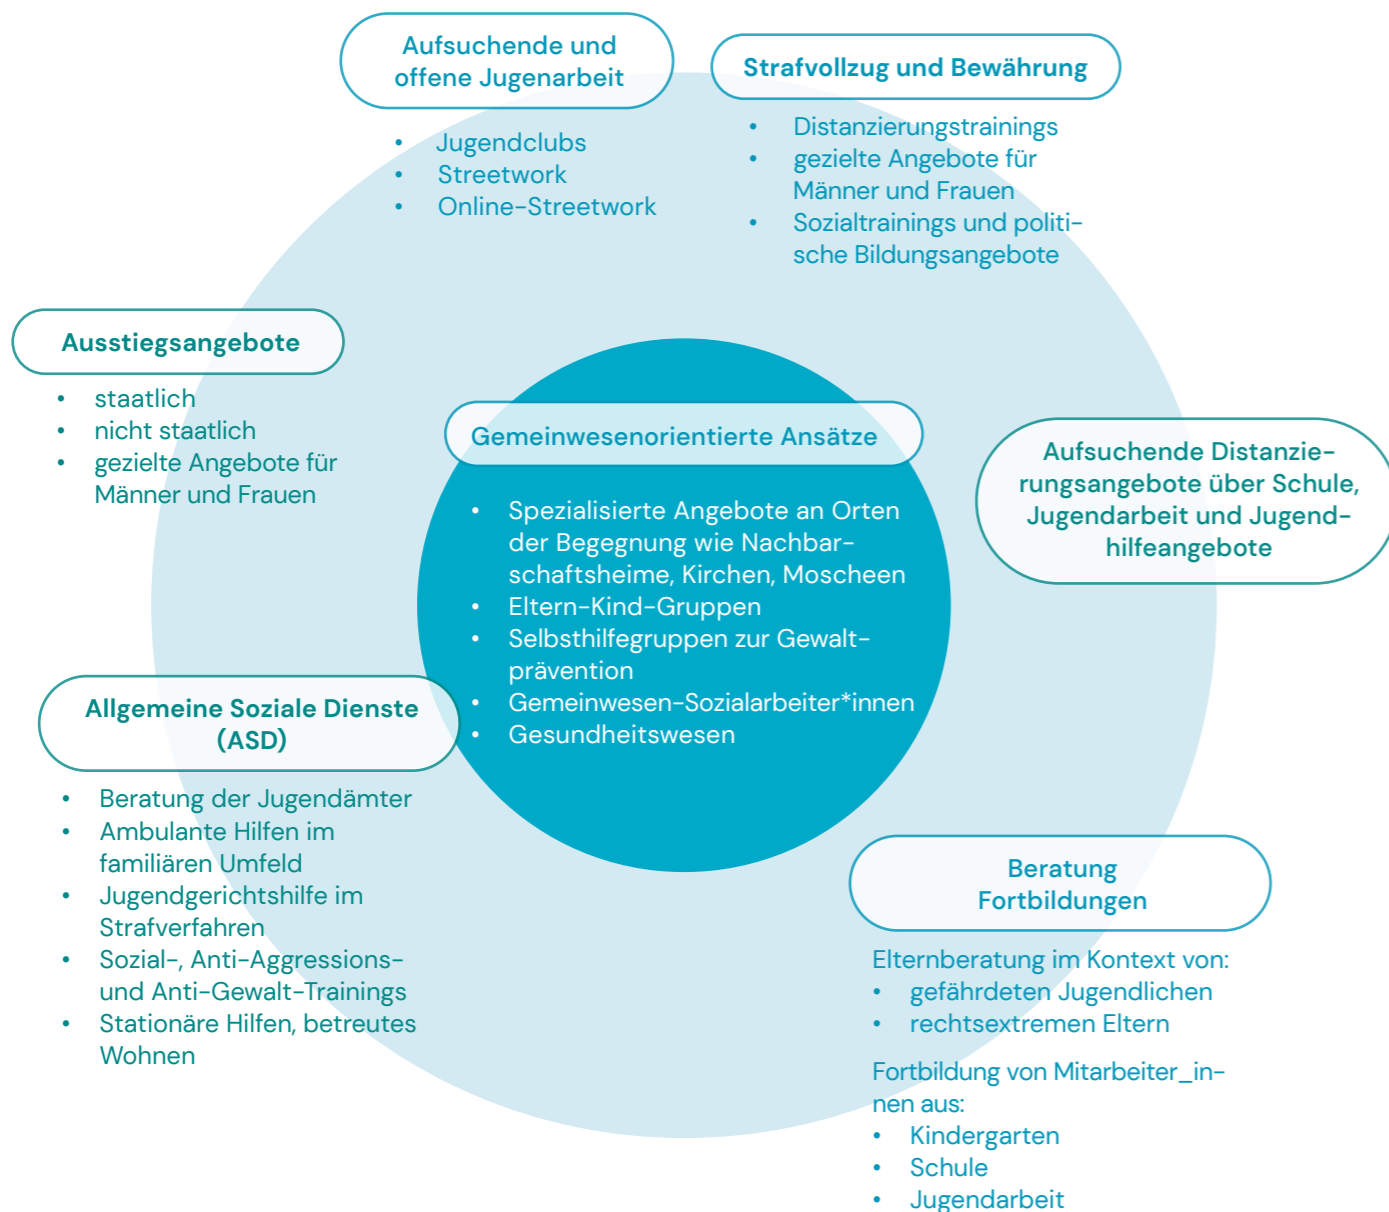 Aufsuchende und
offene Jugenarbeit
• Jugendclubs
• Streetwork
• Online-Streetwork
Strafvollzug und Bewährung
• Distanzierungstrainings
• gezielte Angebote für
Männer und Frauen
• Sozialtrainings und politi-
sche Bildungsangebote
Ausstiegsangebote
• staatlich
• nicht staatlich
• gezielte Angebote für
Männer und Frauen
Gemeinwesenorientierte Ansätze
• Spezialisierte Angebote an Orten
der Begegnung wie Nachbar-
schaftsheime, Kirchen, Moscheen
• Eltern-Kind-Gruppen
• Selbsthilfegruppen zur Gewalt-
prävention
• Gemeinwesen-Sozialarbeiter*innen
• Gesundheitswesen
Aufsuchende Distanzie-
rungsangebote über Schule,
Jugendarbeit und Jugend-
hilfeangebote
Allgemeine Soziale Dienste
(ASD)
• Beratung der Jugendämter
• Ambulante Hilfen im
familiären Umfeld
• Jugendgerichtshilfe im
Strafverfahren
• Sozial-, Anti-Aggressions-
und Anti-Gewalt-Trainings
• Stationäre Hilfen, betreutes
Wohnen
Beratung
Fortbildungen
Elternberatung im Kontext von:
• gefährdeten Jugendlichen
• rechtsextremen Eltern
Fortbildung von Mitarbeiter_in-
nen aus:
• Kindergarten
• Schule
• Jugendarbeit